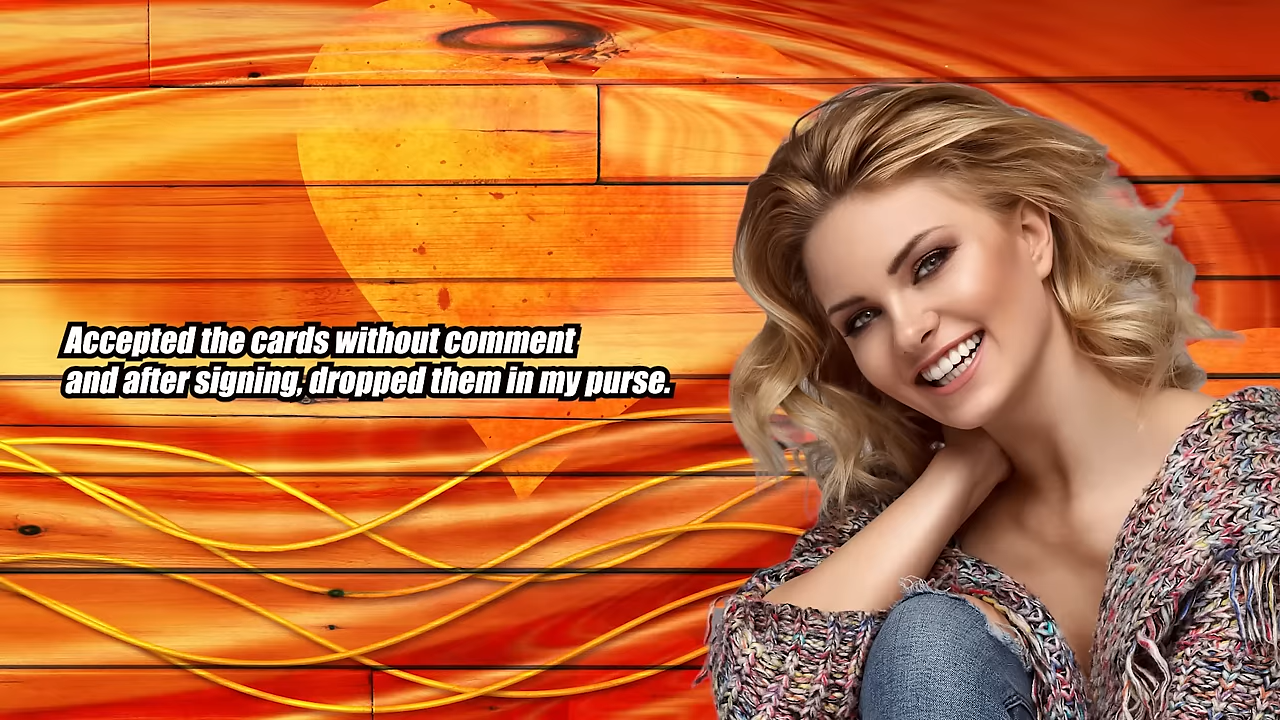 Accepted the cards without comment
and after signing, dropped them in my purse.